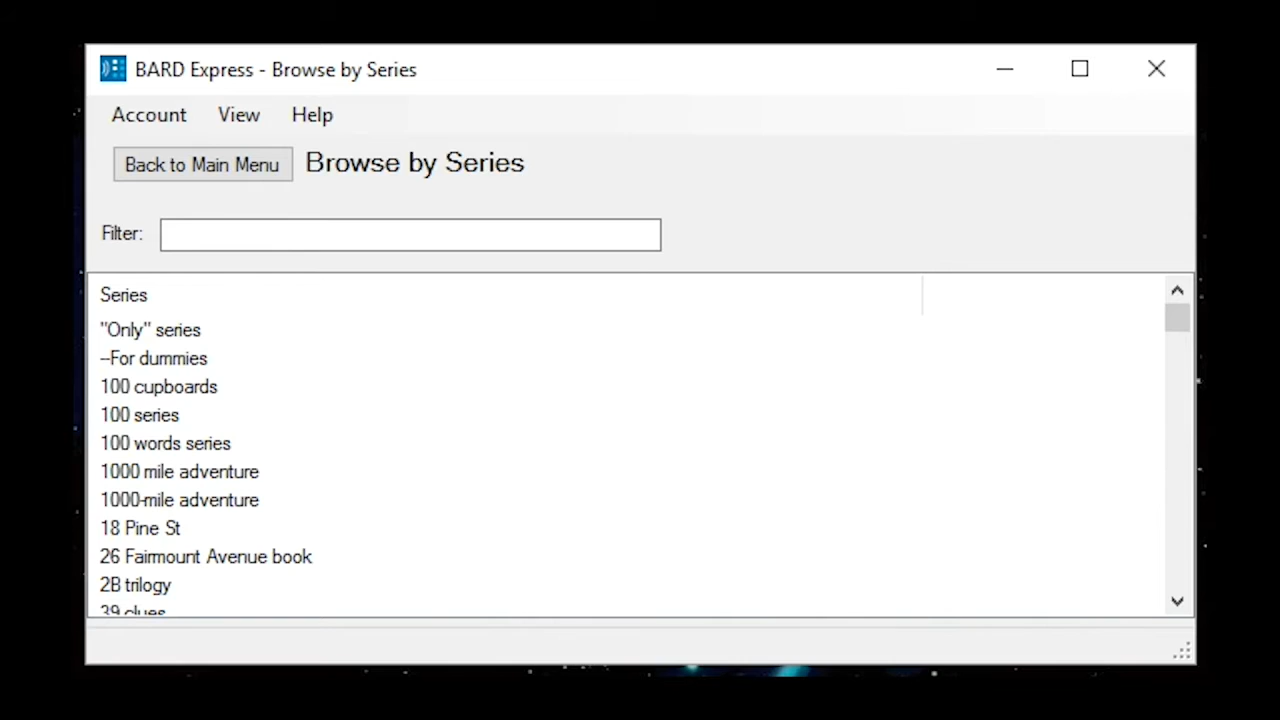 BARD Express - Browse by Series
Account View Help
Back to Main Menu Browse by Series
Filter:
Series
"Only" series
--For dummies
100 cupboards
100 series
100 words series
1000 mile adventure
1000-mile adventure
18 Pine St
26 Fairmount Avenue book
2B trilogy
39 clues